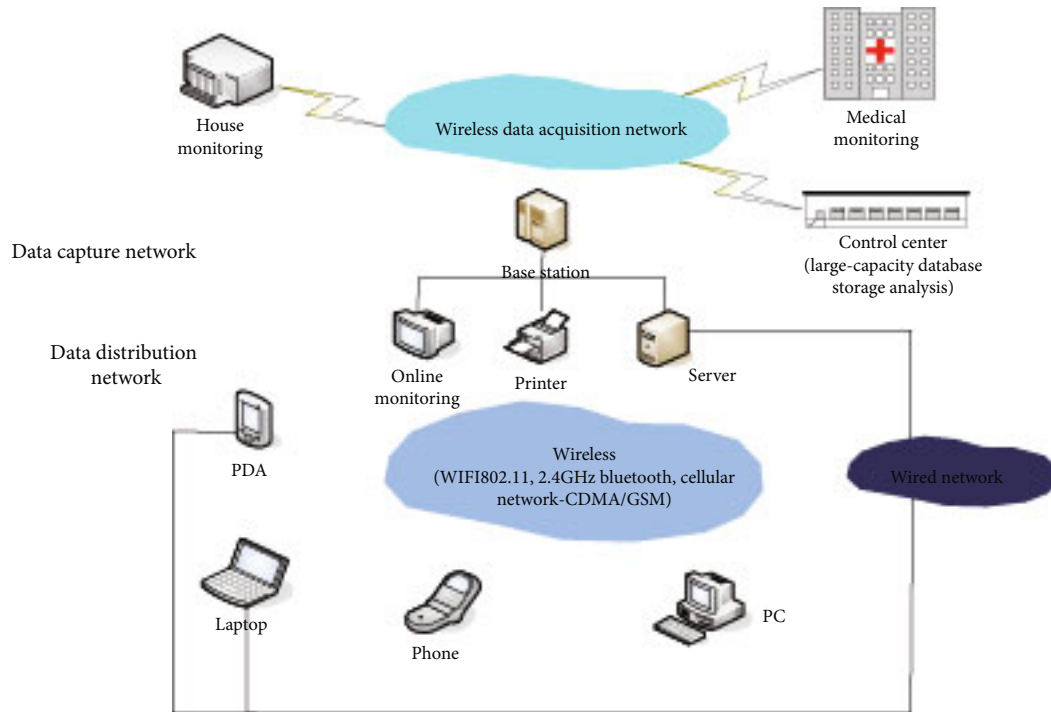 House
monitoring
Wireless data acquisition network
Medical
monitoring
Data capture network
Base station
Control center
(large-capacity database
storage analysis)
Data distribution
network
Online
monitoring
Printer
Server
PDA
Wireless
(WIFI802.11, 2.4GHz bluetooth, cellular
network-CDMA/GSM)
Wired network
Laptop
Phone
PC